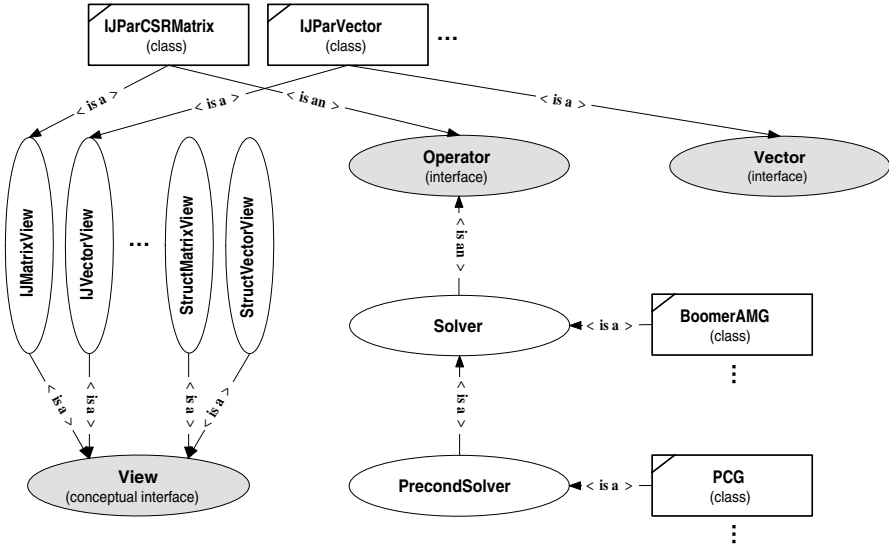 IJParCSRMatrix
(class)
IJParVector
(class)
...
< is a >
< is a >
< is an >
< is a >
Operator
(interface)
Vector
(interface)
IJMatrixView
IJVectorView
...
StructMatrixView
StructVectorView
< is an >
Solver
< is a >
BoomerAMG
(class)
...
< is a >
< is a >
< is a >
< is a >
< is a >
View
(conceptual interface)
PrecondSolver
< is a >
PCG
(class)
...